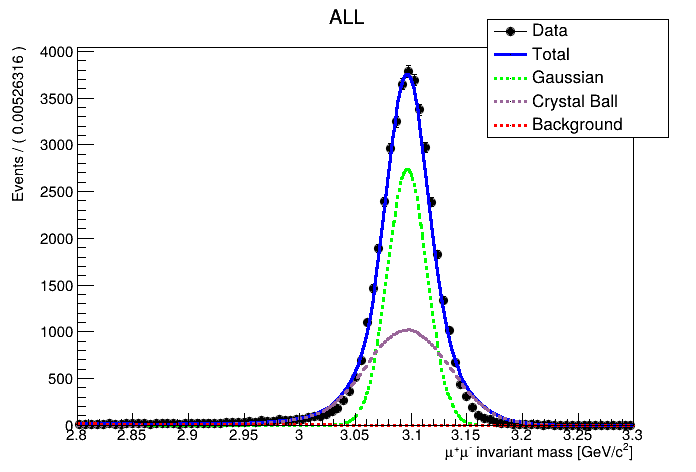 ALL
Data
Total
Gaussian
Crystal Ball
Background
Events / ( 0.00526316 )
4000
3500
3000
2500
2000
1500
1000
500
0
2.8 2.85 2.9 2.95 3 3.05 3.1 3.15 3.2 3.25 3.3
μ⁺μ⁻ invariant mass [GeV/c²]